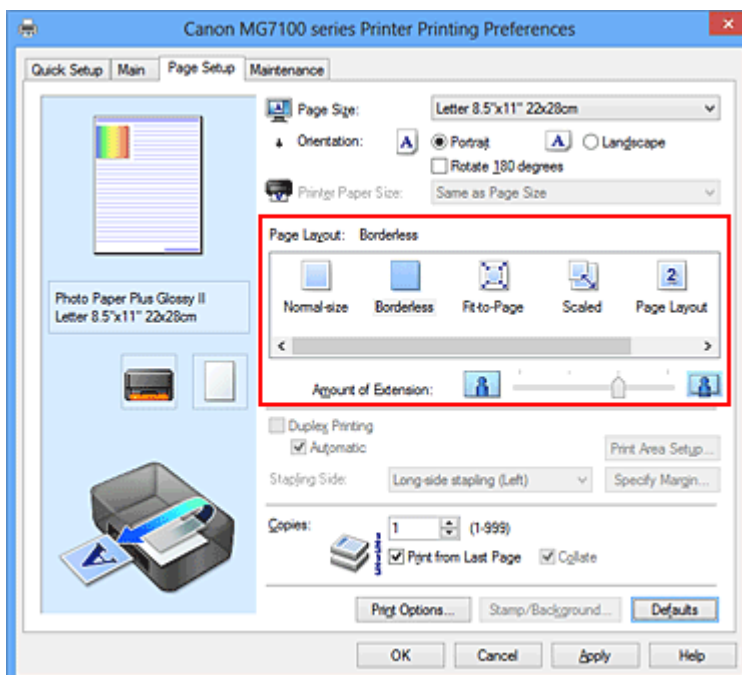 Canon MG7100 series Printer Printing Preferences
Quick Setup Main Page Setup Maintenance
Page Size: Letter 8.5"x11" 22x28cm
Orientation: A Portrait A Landscape
Rotate 180 degrees
Printer Paper Size: Same as Page Size
Page Layout: Borderless
Normal-size Borderless Fit-to-Page Scaled Page Layout
Photo Paper Plus Glossy II
Letter 8.5"x11" 22x28cm
Amount of Extension:
Duplex Printing
Automatic Print Area Setup...
Stapling Side: Long-side stapling (Left) Specify Margin...
Copies: 1 (1-999)
Print from Last Page Collate
Print Options... Stamp/Background... Defaults
OK Cancel Apply Help